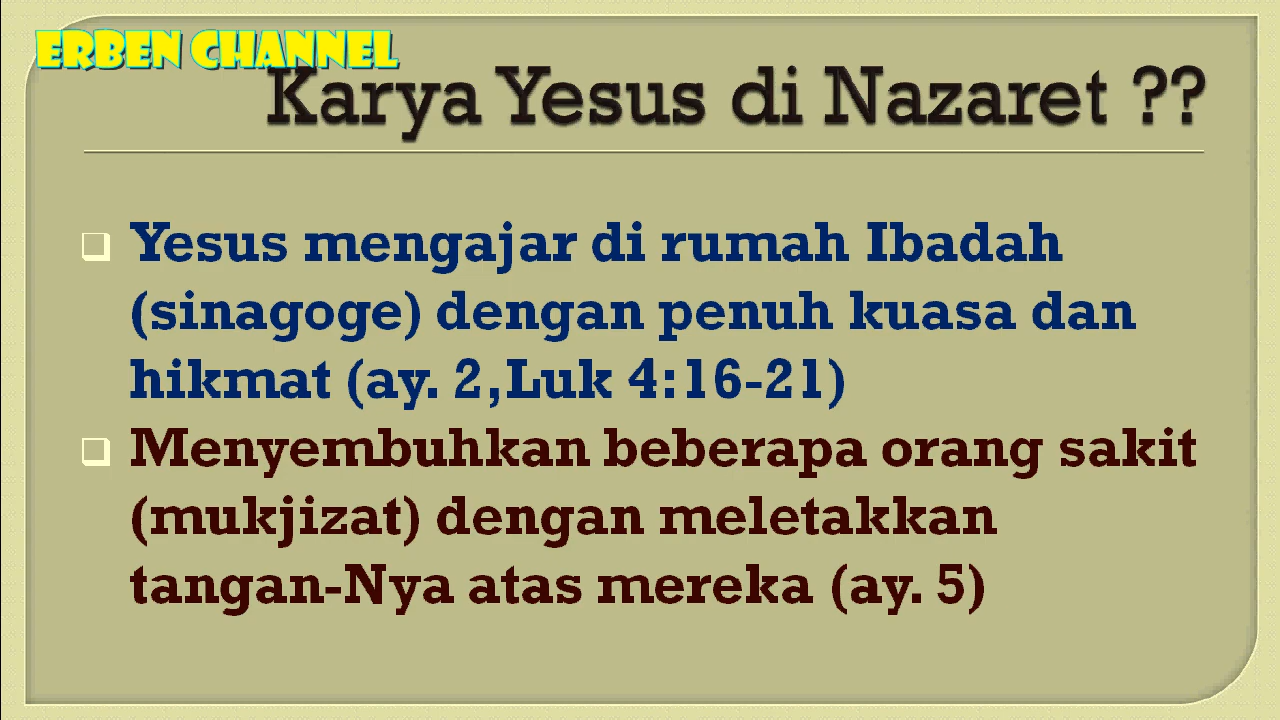 ERBEN CHANNEL
Karya Yesus di Nazaret ??
Yesus mengajar di rumah Ibadah
(sinagoge) dengan penuh kuasa dan
hikmat (ay. 2,Luk 4:16-21)
Menyembuhkan beberapa orang sakit
(mukjizat) dengan meletakkan
tangan-Nya atas mereka (ay. 5)